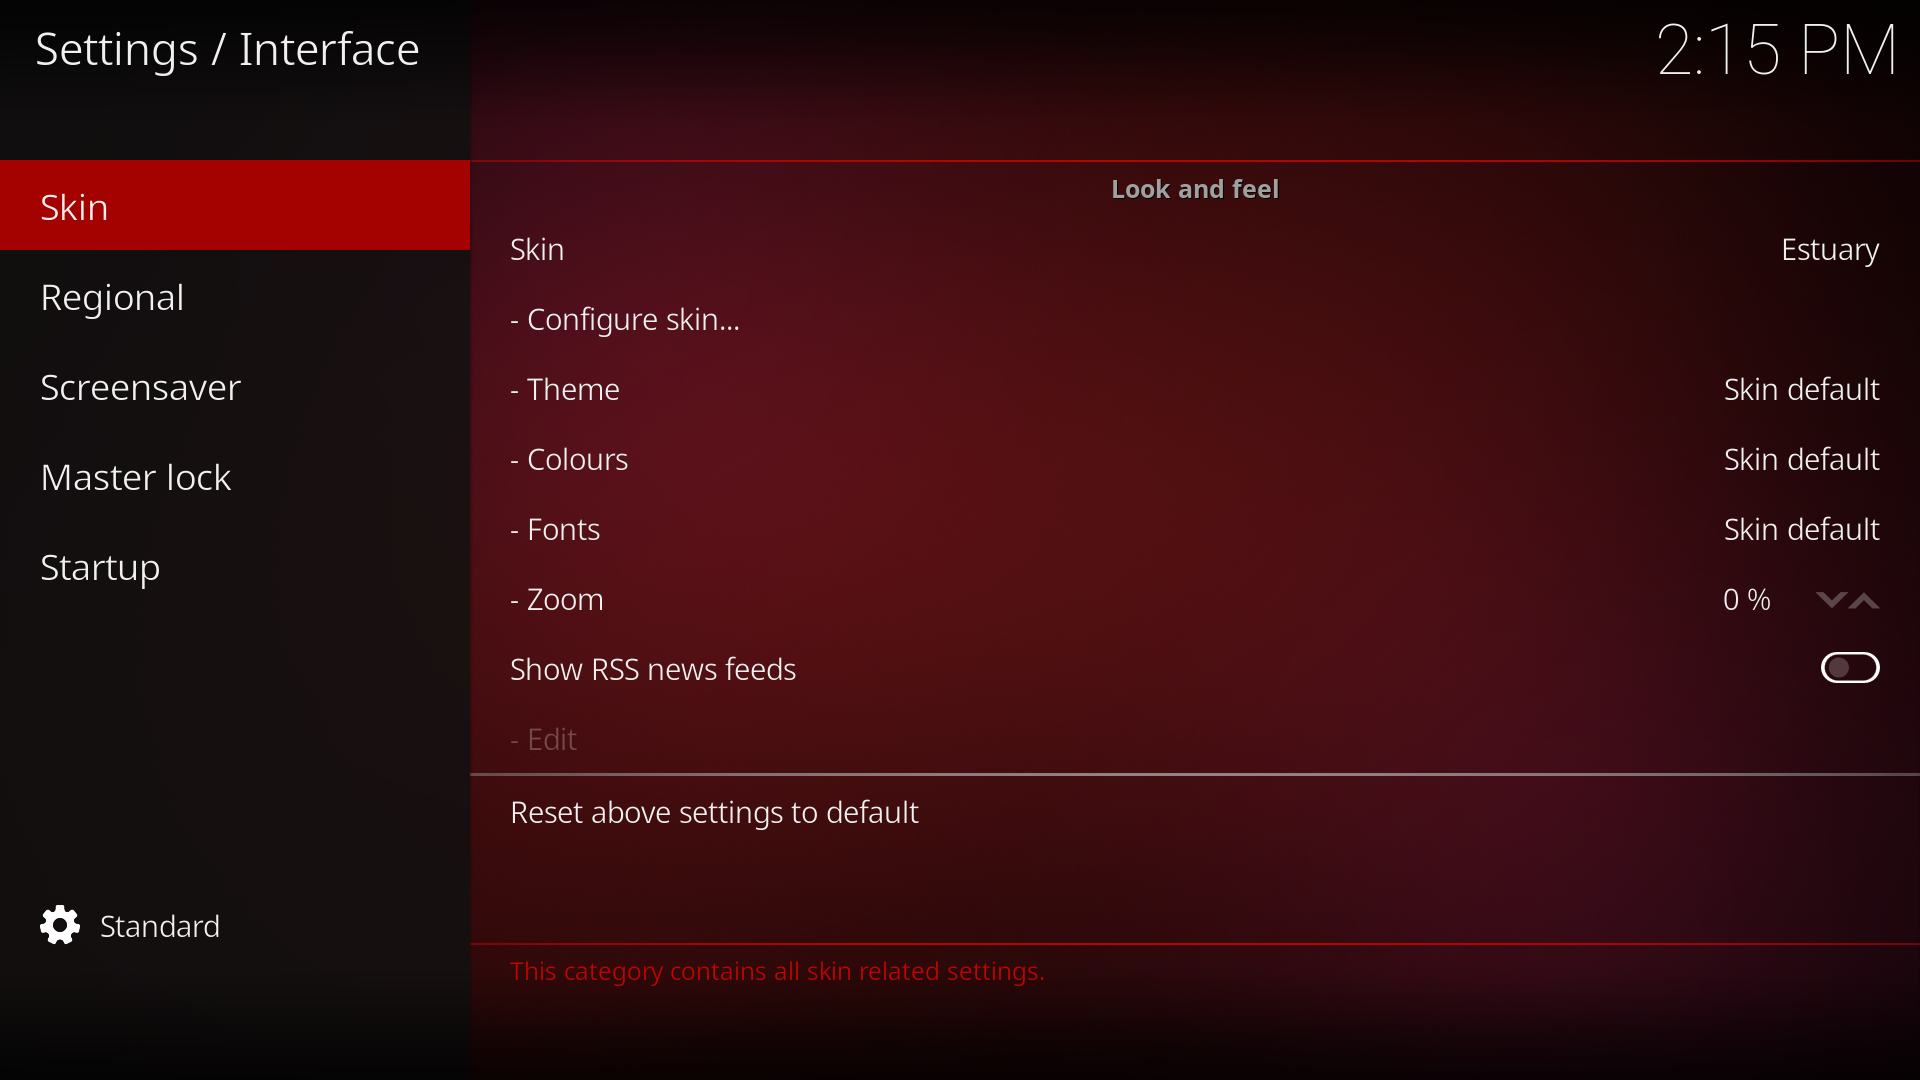 Settings / Interface
2:15 PM
Skin
Regional
Screensaver
Master lock
Startup
Standard
Look and feel
Skin Estuary
- Configure skin...
- Theme Skin default
- Colours Skin default
- Fonts Skin default
- Zoom 0 %
Show RSS news feeds
- Edit
Reset above settings to default
This category contains all skin related settings.